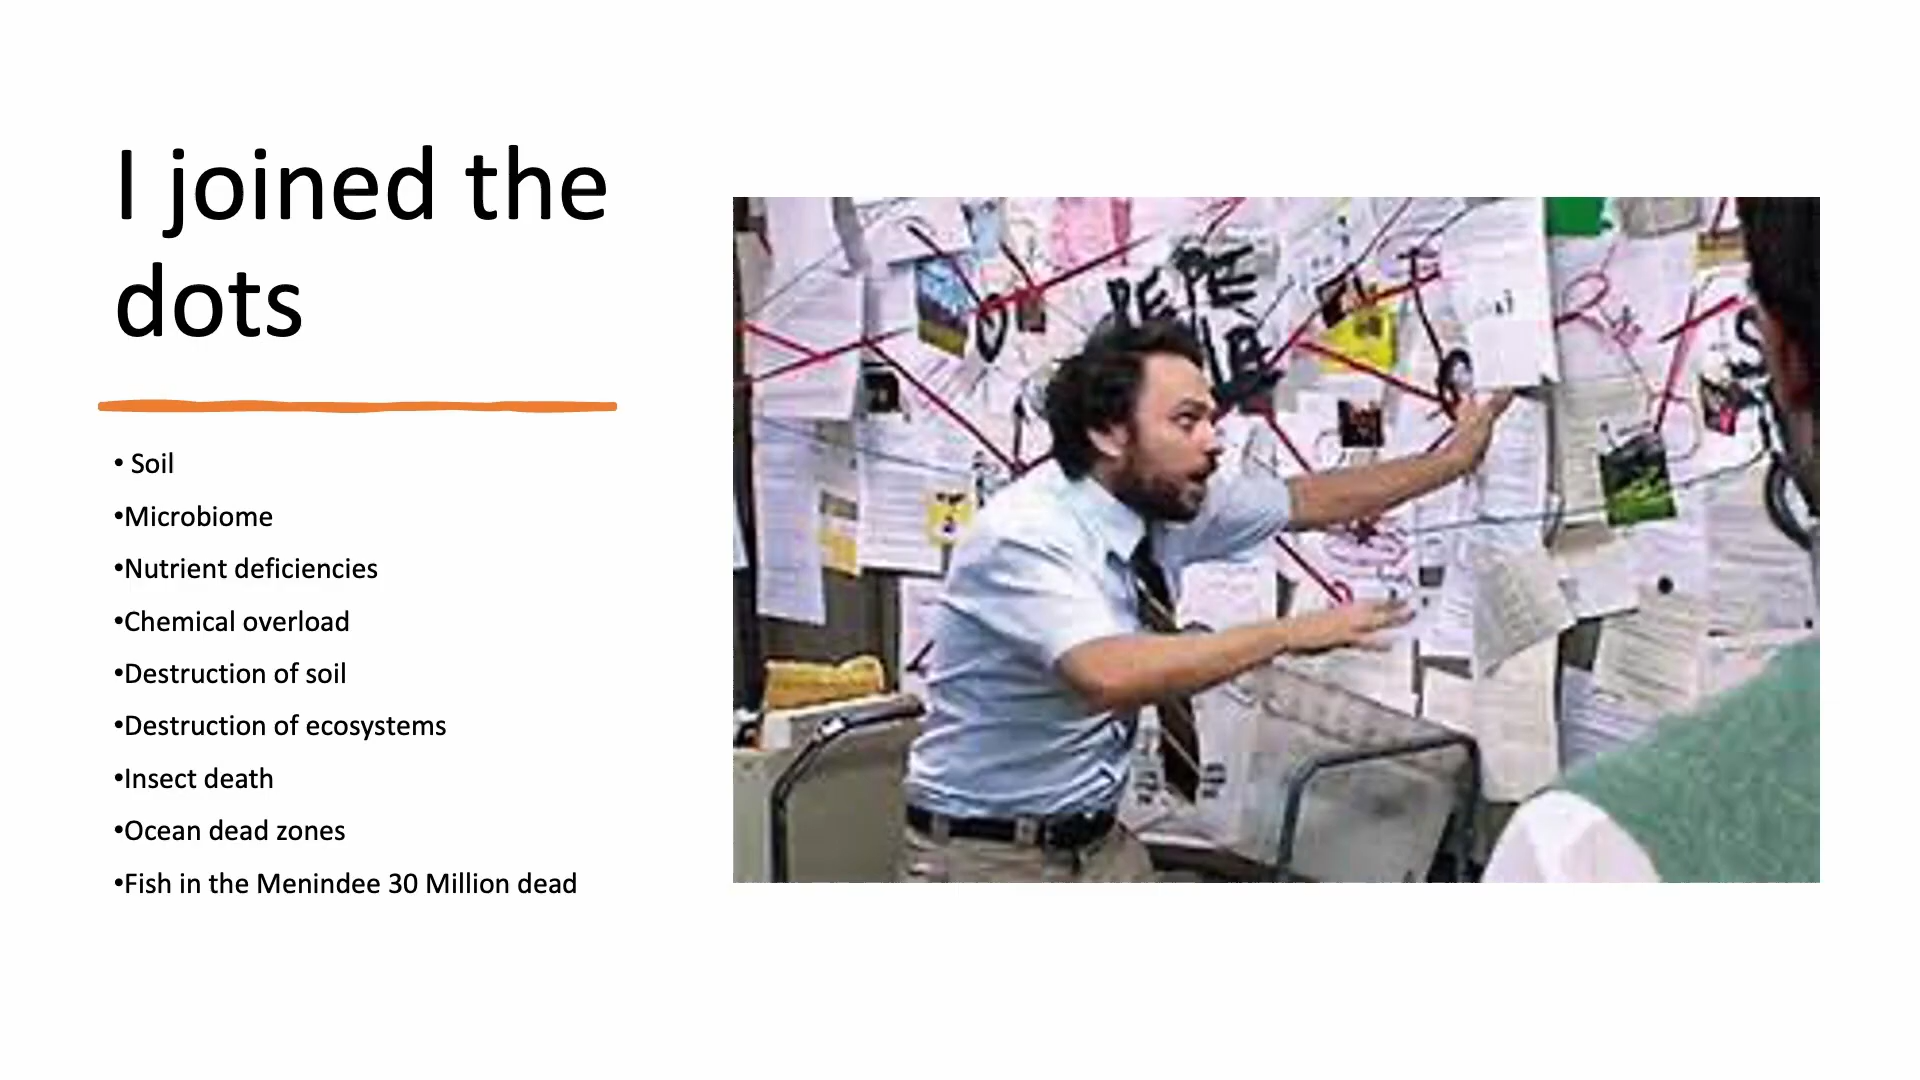 I joined the
dots
• Soil
•Microbiome
•Nutrient deficiencies
•Chemical overload
•Destruction of soil
•Destruction of ecosystems
•Insect death
•Ocean dead zones
•Fish in the Menindee 30 Million dead
PEPE